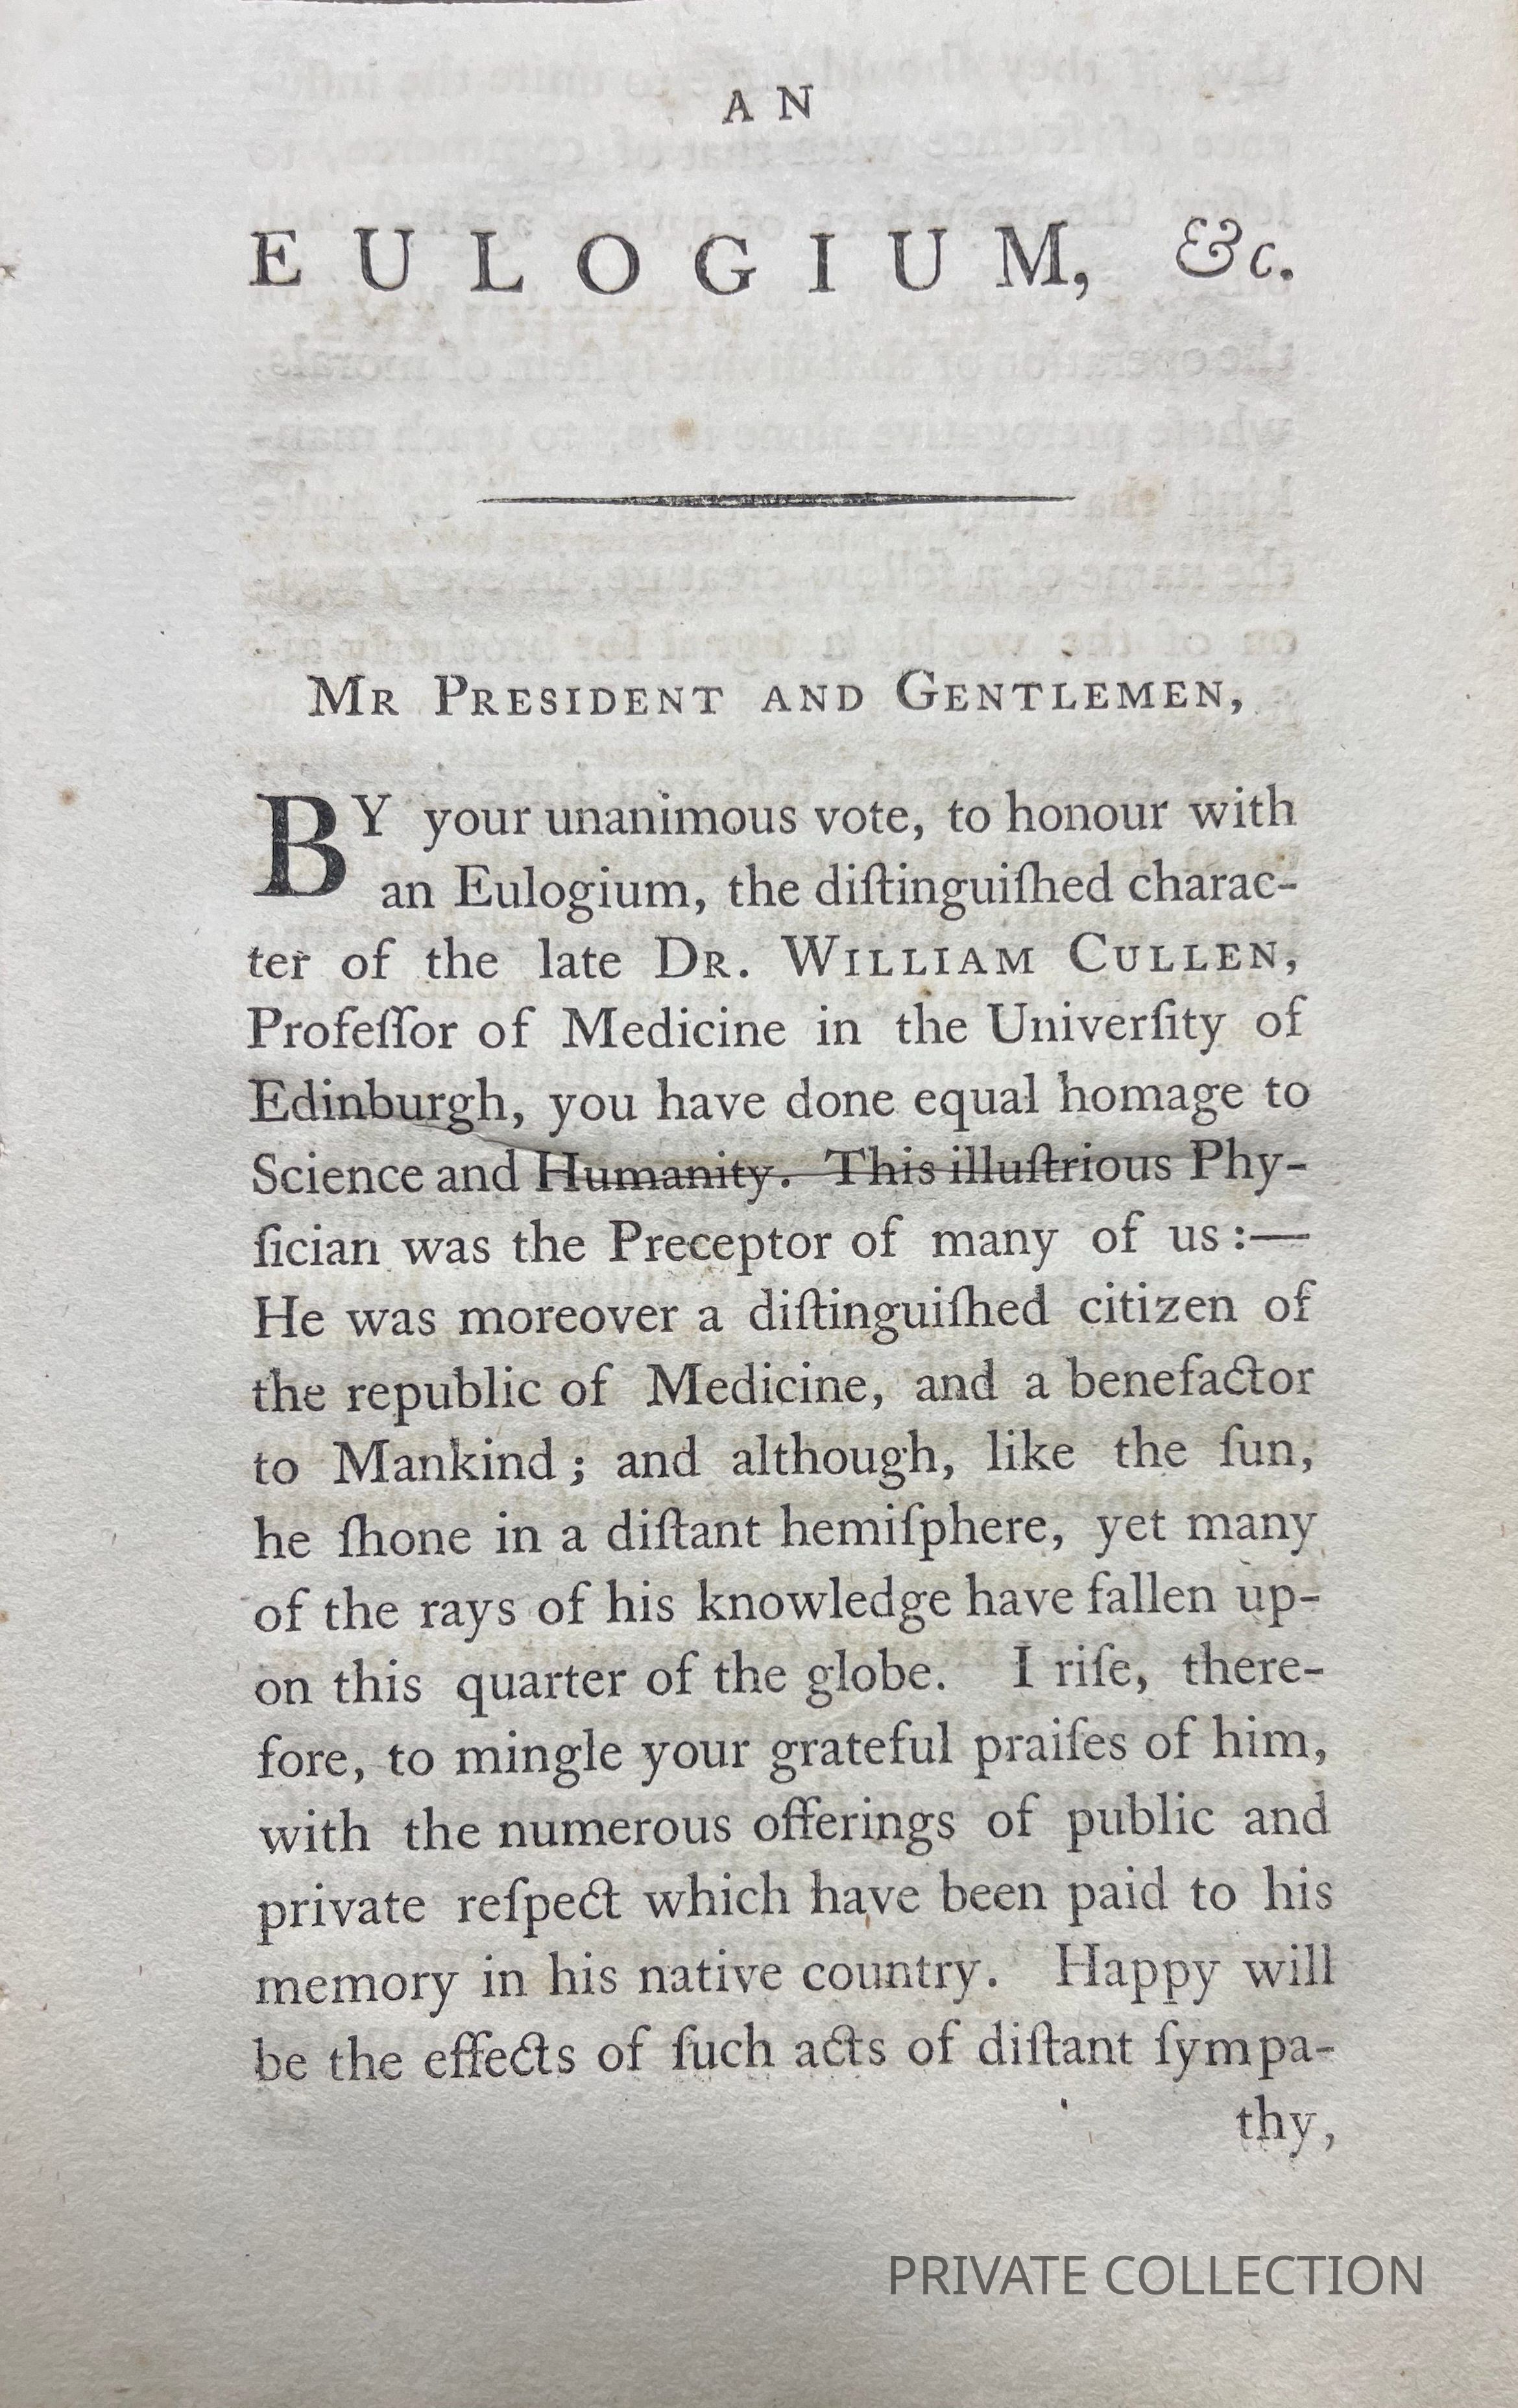 AN
EULOGIUM, &c.
MR PRESIDENT AND GENTLEMEN,
BY your unanimous vote, to honour with
an Eulogium, the diſtinguiſhed charac-
ter of the late DR. WILLIAM CULLEN,
Profeſſor of Medicine in the Univerſity of
Edinburgh, you have done equal homage to
Science and Humanity. This illuſtrious Phy-
ſician was the Preceptor of many of us:—
He was moreover a diſtinguiſhed citizen of
the republic of Medicine, and a benefactor
to Mankind; and although, like the ſun,
he ſhone in a diſtant hemiſphere, yet many
of the rays of his knowledge have fallen up-
on this quarter of the globe. I riſe, there-
fore, to mingle your grateful praiſes of him,
with the numerous offerings of public and
private reſpect which have been paid to his
memory in his native country. Happy will
be the effects of ſuch acts of diſtant ſympa-
thy,
PRIVATE COLLECTION